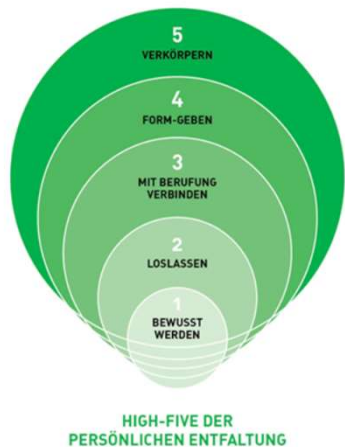 5
VERKÖRPERN
4
FORM-GEBEN
3
MIT BERUFUNG
VERBINDEN
2
LOSLASSEN
1
BEWUSST
WERDEN
HIGH-FIVE DER
PERSÖNLICHEN ENTFALTUNG